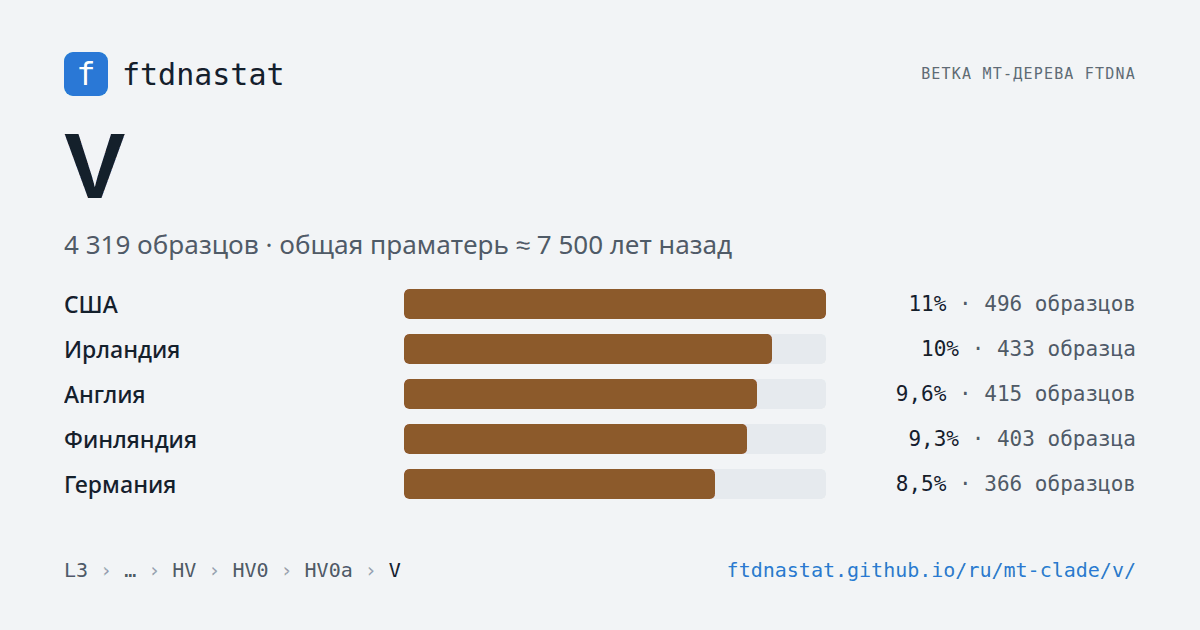 f ftdnastat
ВЕТКА МТ-ДЕРЕВА FTDNA
V
4 319 образцов · общая праматерь ≈ 7 500 лет назад
США 11% · 496 образцов
Ирландия 10% · 433 образца
Англия 9,6% · 415 образцов
Финляндия 9,3% · 403 образца
Германия 8,5% · 366 образцов
L3 › … › HV › HV0 › HV0a › V
ftdnastat.github.io/ru/mt-clade/v/